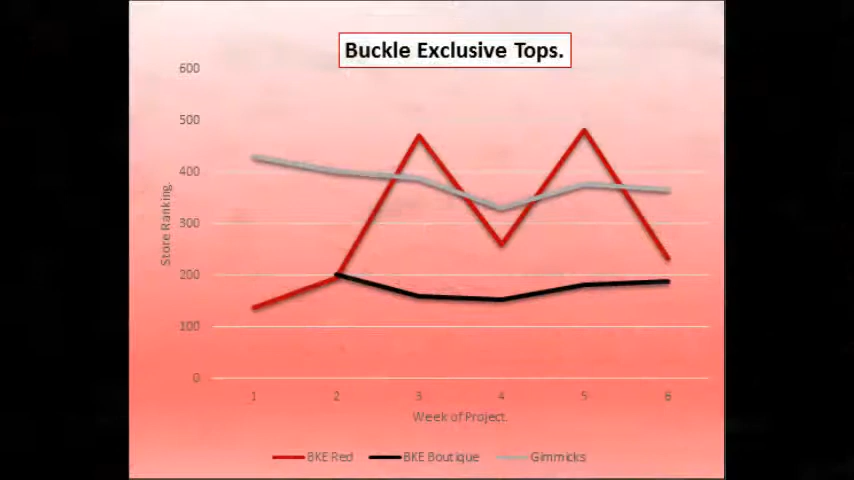 Buckle Exclusive Tops.
600
500
400
300
200
100
0
Store Ranking.
1 2 3 4 5 6
Week of Project.
BKE Red BKE Boutique Gimmicks